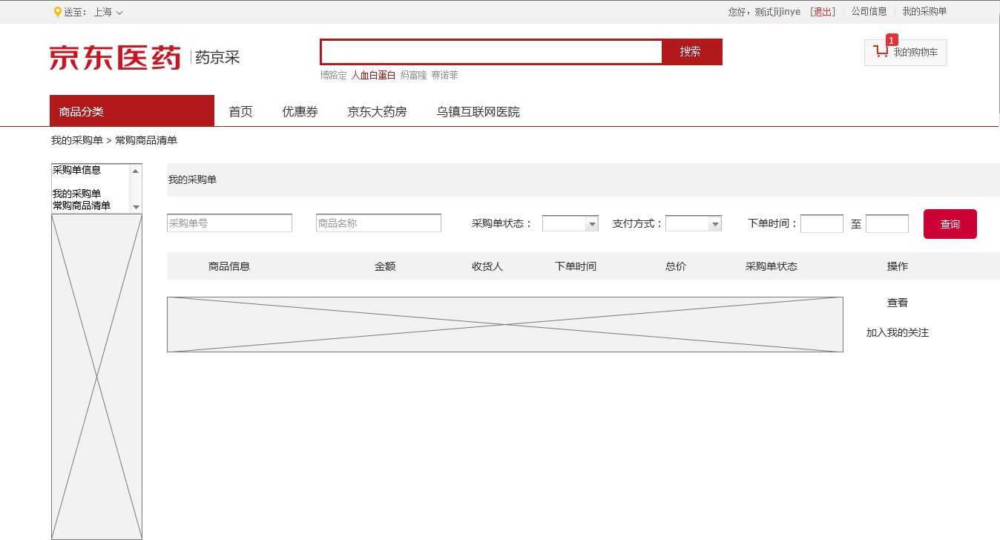 送至： 上海 您好，测试jijinye [退出] 公司信息 我的采购单
京东医药 药京采 搜索 1 我的购物车
博路定 人血白蛋白 妈富隆 赛诺菲
商品分类 首页 优惠券 京东大药房 乌镇互联网医院
我的采购单 > 常购商品清单
采购单信息
我的采购单
常购商品清单
我的采购单
采购单号 商品名称 采购单状态： 支付方式： 下单时间： 至 查询
商品信息 金额 收货人 下单时间 总价 采购单状态 操作
查看
加入我的关注